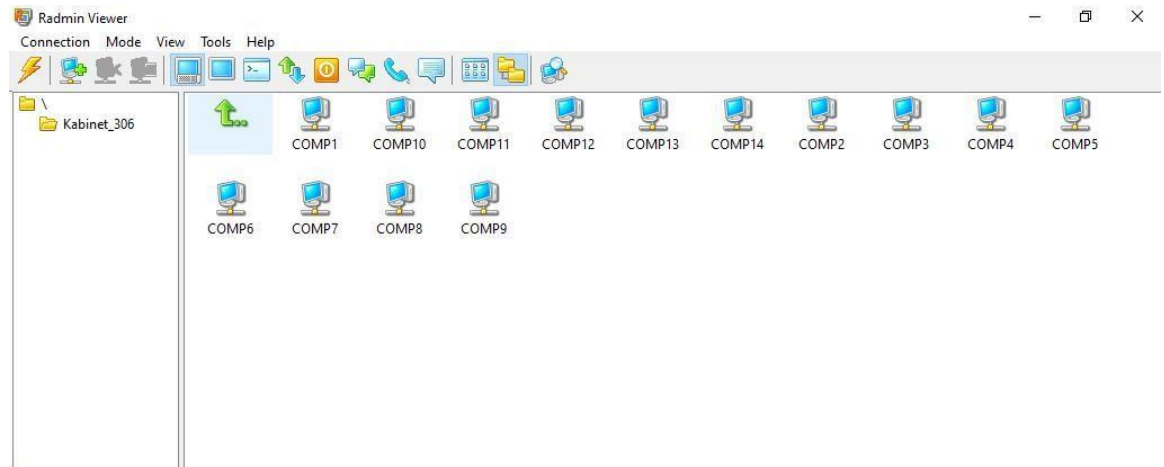 Radmin Viewer
Connection Mode View Tools Help
\
Kabinet_306
COMP1 COMP10 COMP11 COMP12 COMP13 COMP14 COMP2 COMP3 COMP4 COMP5
COMP6 COMP7 COMP8 COMP9